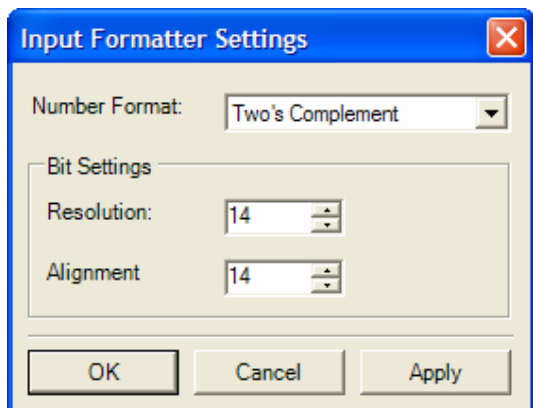 Input Formatter Settings
Number Format: Two's Complement
Bit Settings
Resolution: 14
Alignment 14
OK Cancel Apply